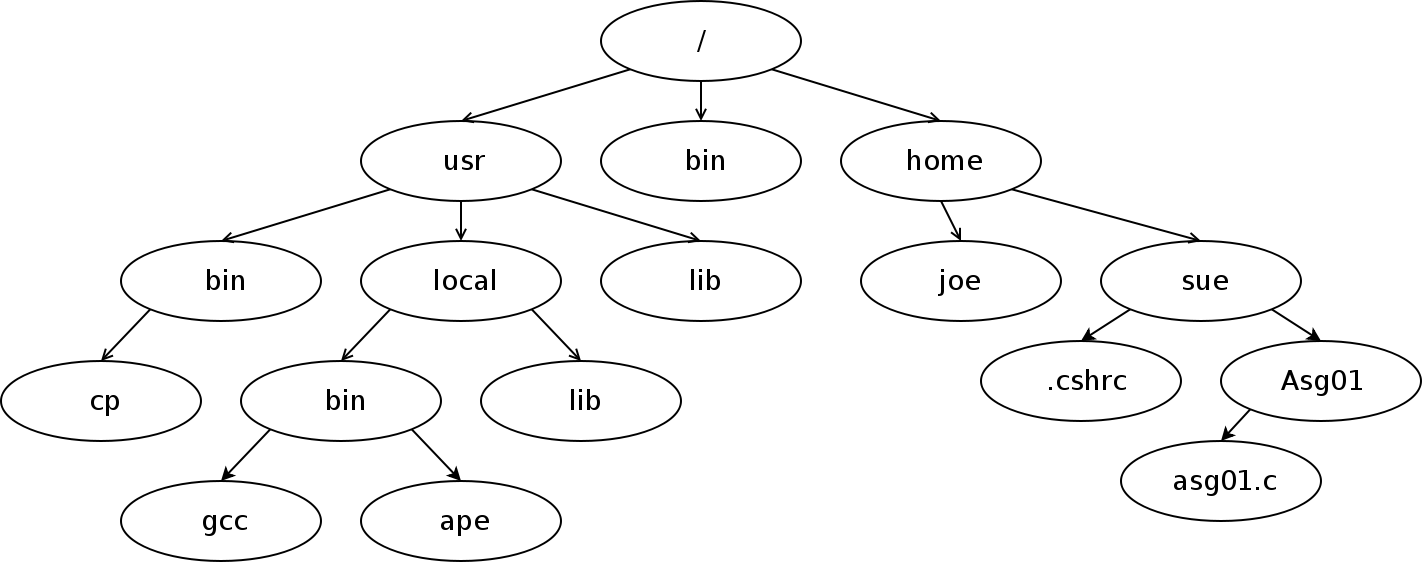 /
usr
bin
home
bin
local
lib
joe
sue
cp
bin
lib
.cshrc
Asg01
gcc
ape
asg01.c